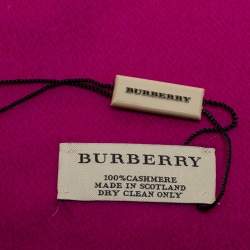 BURBERRY
BURBERRY
100%CASHMERE
MADE IN SCOTLAND
DRY CLEAN ONLY